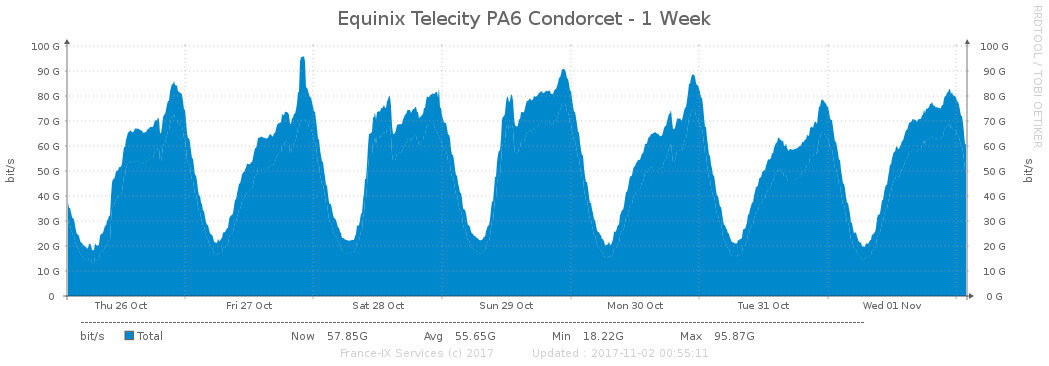 Equinix Telecity PA6 Condorcet - 1 Week
RRDTOOL / TOBI OETIKER
100 G 100 G
90 G 90 G
80 G 80 G
70 G 70 G
60 G 60 G
50 G 50 G
40 G 40 G
30 G 30 G
20 G 20 G
10 G 10 G
0 0 G
bit/s bit/s
Thu 26 Oct Fri 27 Oct Sat 28 Oct Sun 29 Oct Mon 30 Oct Tue 31 Oct Wed 01 Nov
bit/s Total Now 57.85G Avg 55.65G Min 18.22G Max 95.87G
France-IX Services (c) 2017 Updated : 2017-11-02 00:55:11